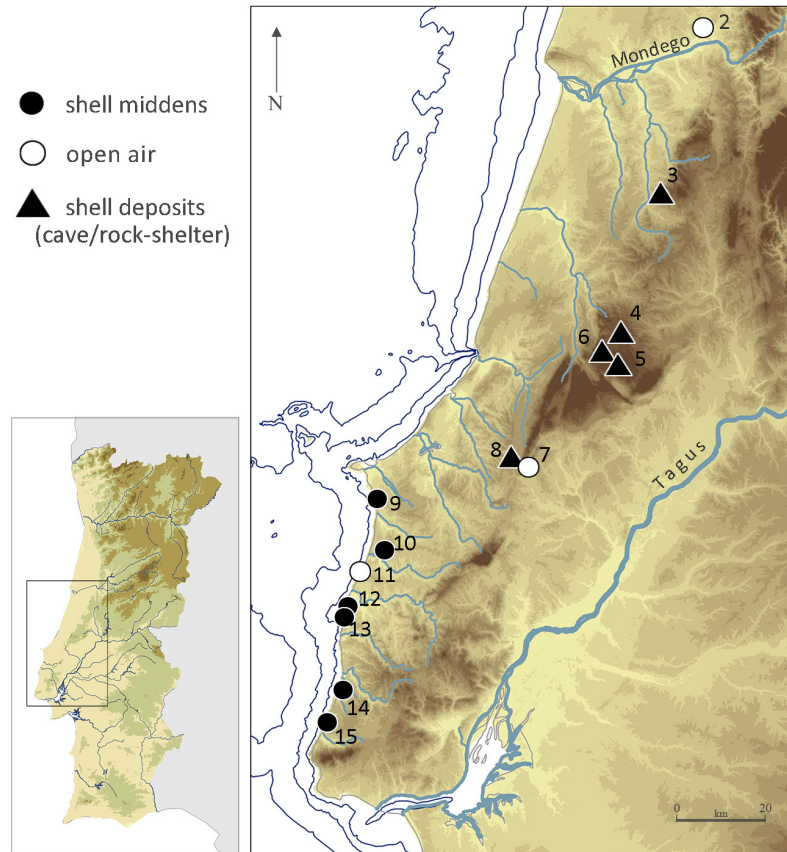 shell middens
open air
shell deposits
(cave/rock-shelter)
N
Mondego
2
3
4
6
5
8
7
Tagus
9
10
11
12
13
14
15
0 20
km